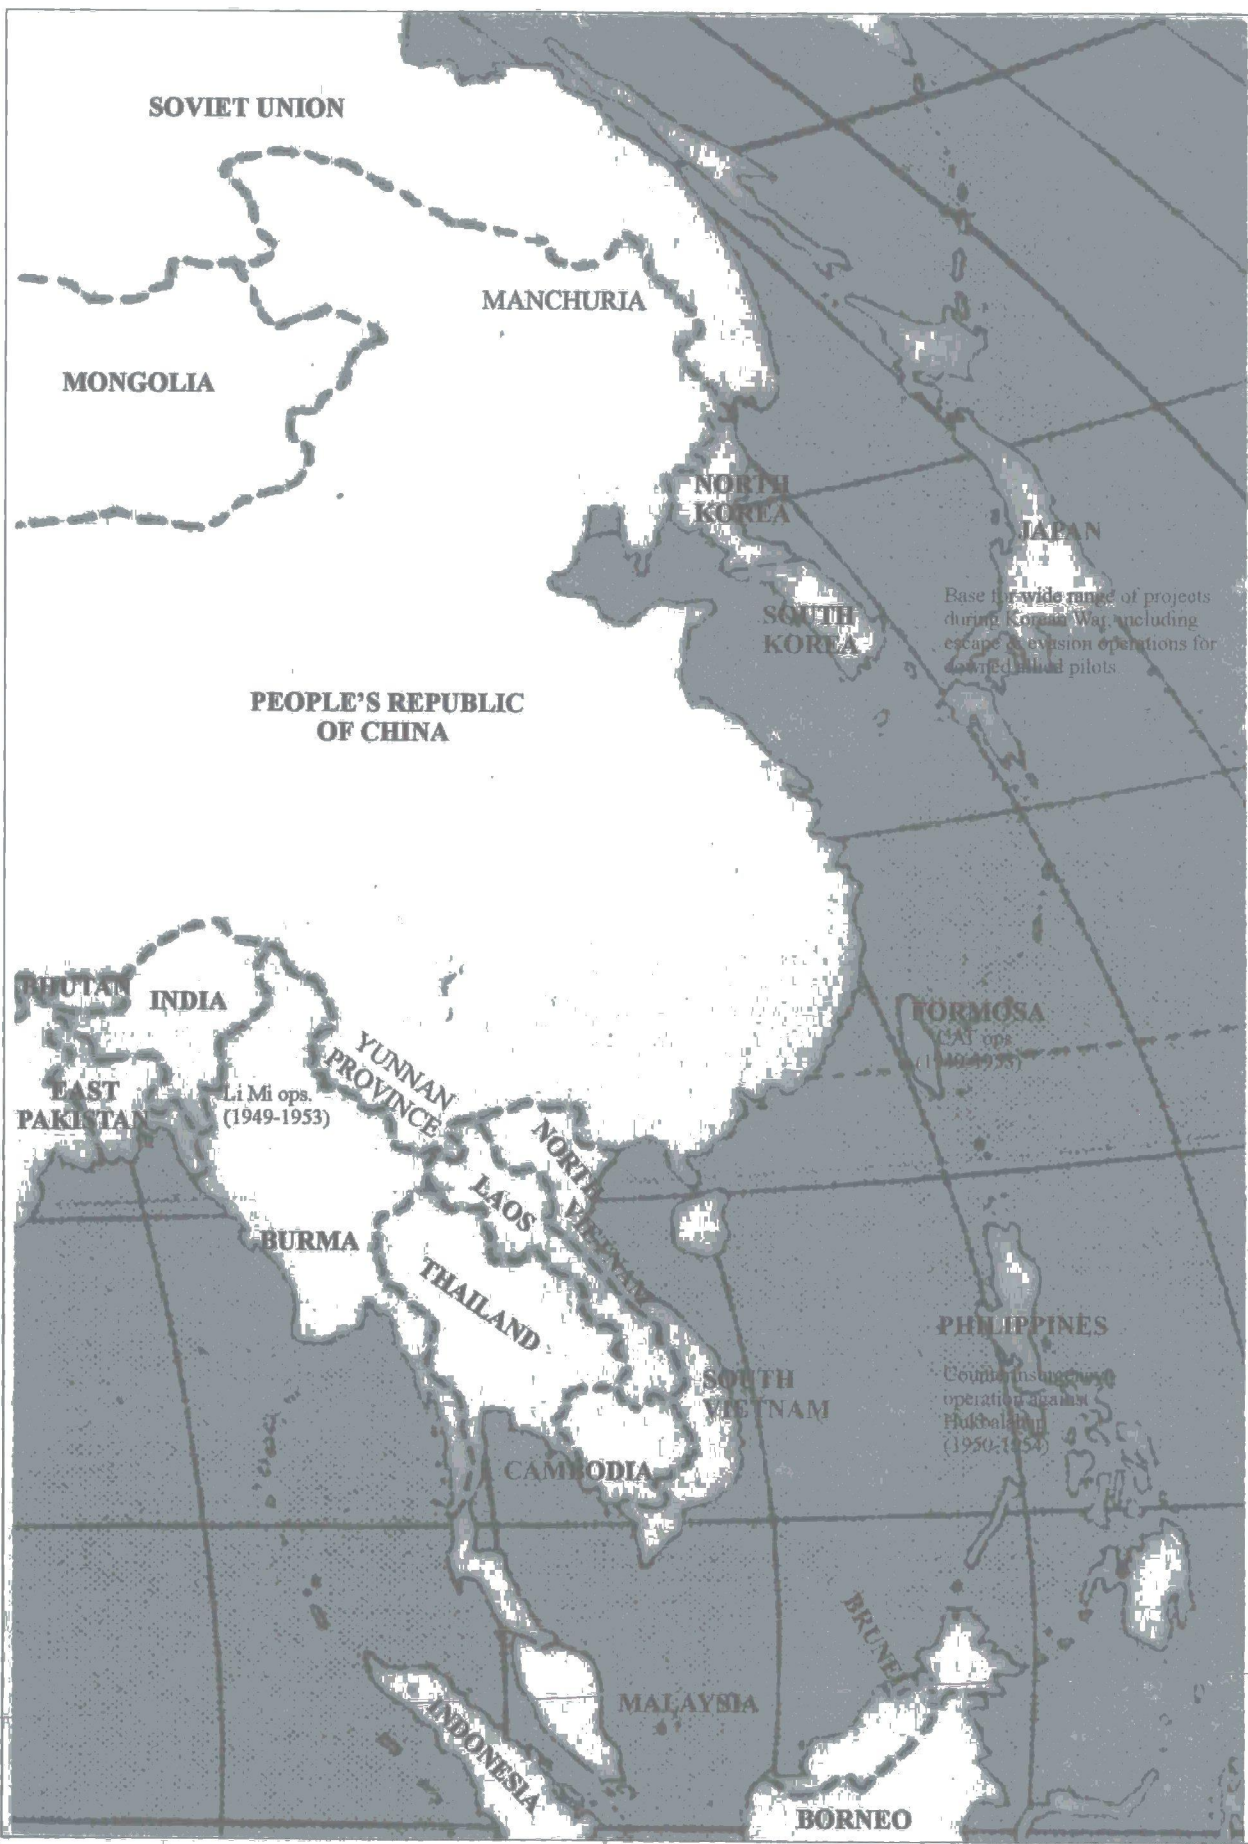 SOVIET UNION
MANCHURIA
MONGOLIA
NORTH
KOREA
JAPAN
Base for wide range of projects
during Korean War, including
escape & evasion operations for
downed allied pilots
SOUTH
KOREA
PEOPLE'S REPUBLIC
OF CHINA
BHUTAN
INDIA
FORMOSA
CAT ops
(1949-1953)
YUNNAN
PROVINCE
EAST
PAKISTAN
Li Mi ops.
(1949-1953)
NORTH VIETNAM
LAOS
BURMA
THAILAND
PHILIPPINES
Counterinsurgency
operation against
Hukbalahap
(1950-1954)
SOUTH
VIETNAM
CAMBODIA
BRUNEI
MALAYSIA
INDONESIA
BORNEO